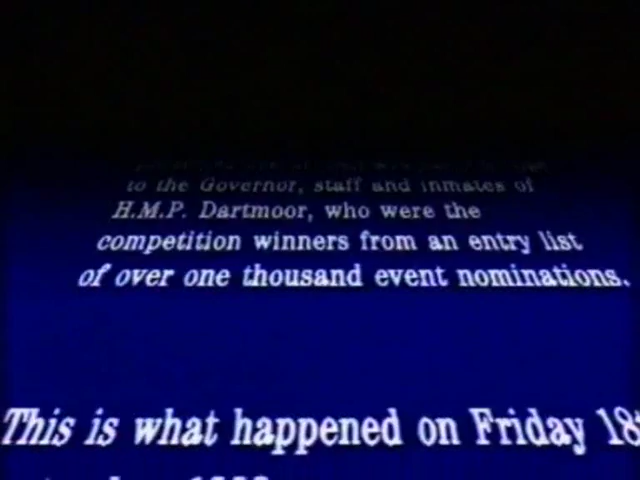 to the Governor, staff and inmates of
H.M.P. Dartmoor, who were the
competition winners from an entry list
of over one thousand event nominations.
This is what happened on Friday 18